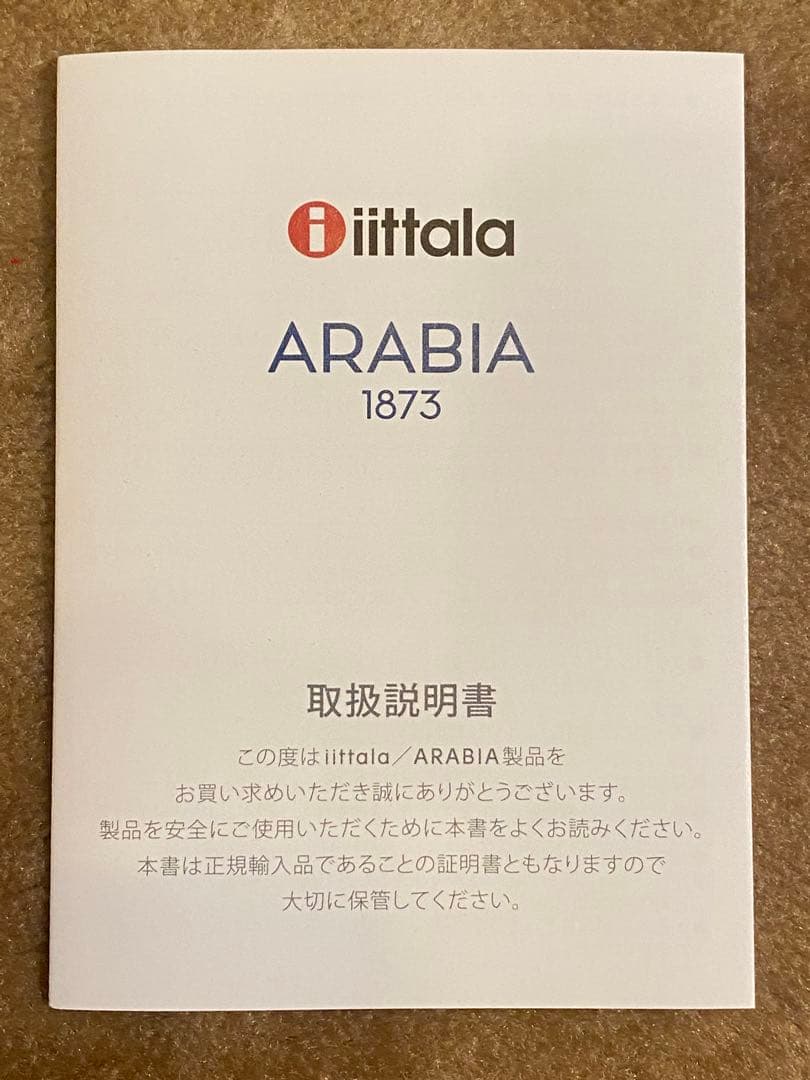 i iittala
ARABIA
1873
取扱説明書
この度はiittala/ARABIA製品を
お買い求めいただき誠にありがとうございます。
製品を安全にご使用いただくために本書をよくお読みください。
本書は正規輸入品であることの証明書ともなりますので
大切に保管してください。